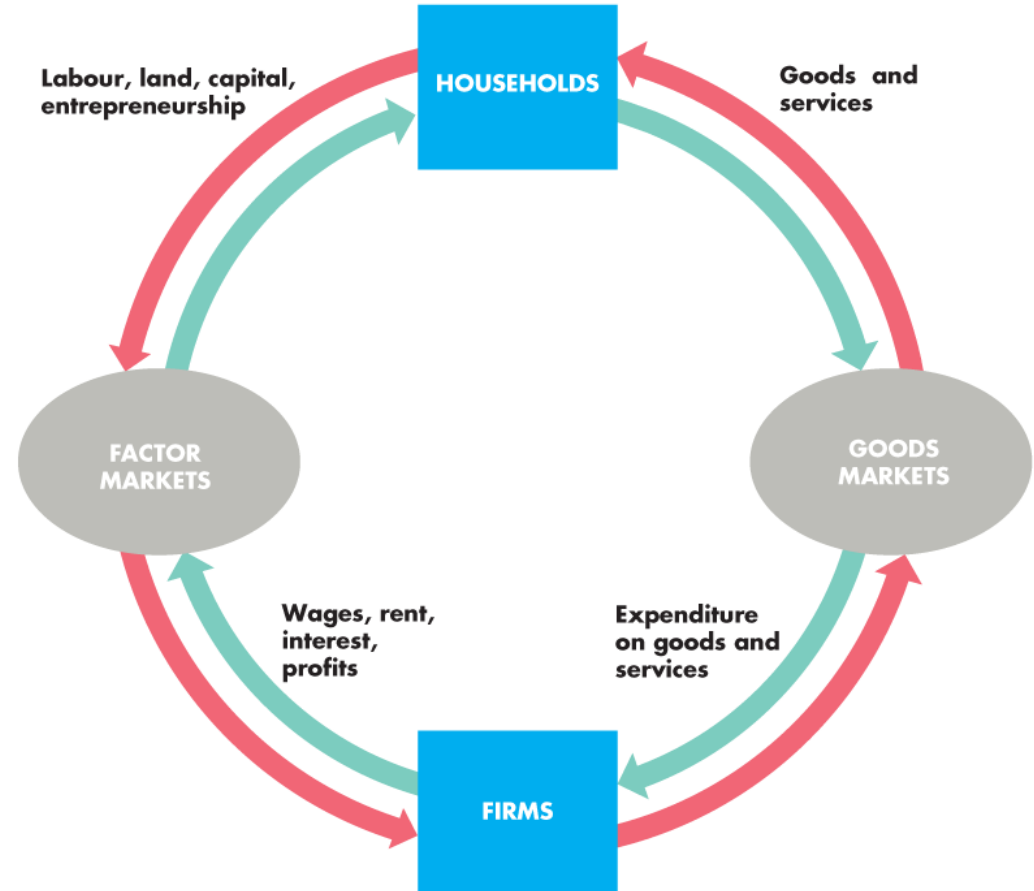 HOUSEHOLDS
Labour, land, capital,
entrepreneurship
Goods and
services
FACTOR
MARKETS
GOODS
MARKETS
Wages, rent,
interest,
profits
Expenditure
on goods and
services
FIRMS